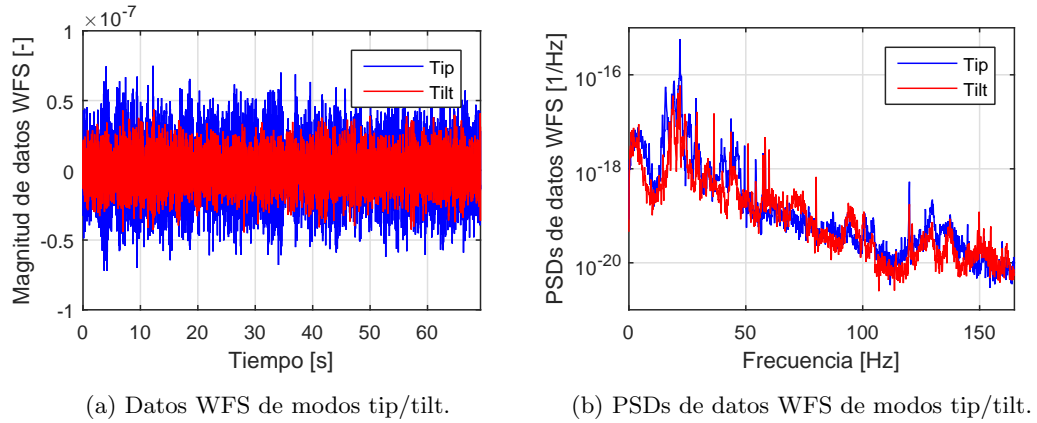 ×10⁻⁷
Magnitud de datos WFS [-]
1
0.5
0
-0.5
-1
0 10 20 30 40 50 60
Tiempo [s]
Tip
Tilt
(a) Datos WFS de modos tip/tilt.
PSDs de datos WFS [1/Hz]
10⁻¹⁶
10⁻¹⁸
10⁻²⁰
0 50 100 150
Frecuencia [Hz]
Tip
Tilt
(b) PSDs de datos WFS de modos tip/tilt.